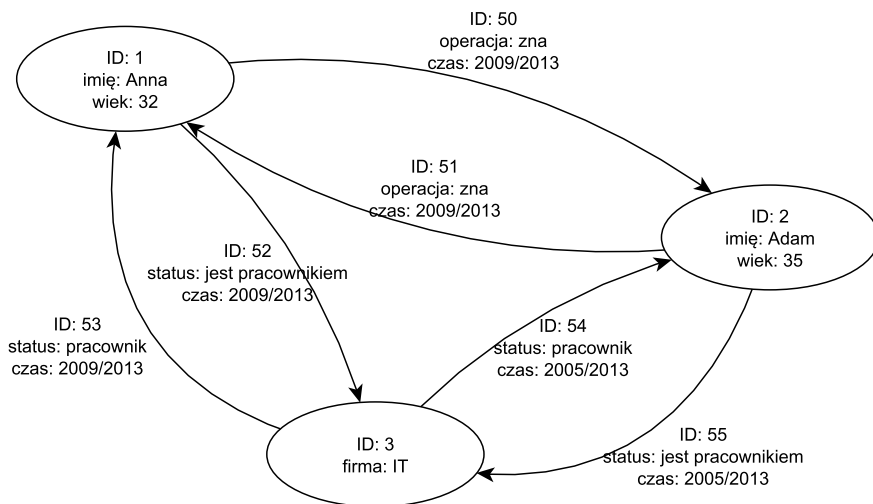 ID: 50
operacja: zna
czas: 2009/2013
ID: 1
imię: Anna
wiek: 32
ID: 51
operacja: zna
czas: 2009/2013
ID: 2
imię: Adam
wiek: 35
ID: 52
status: jest pracownikiem
czas: 2009/2013
ID: 53
status: pracownik
czas: 2009/2013
ID: 54
status: pracownik
czas: 2005/2013
ID: 3
firma: IT
ID: 55
status: jest pracownikiem
czas: 2005/2013